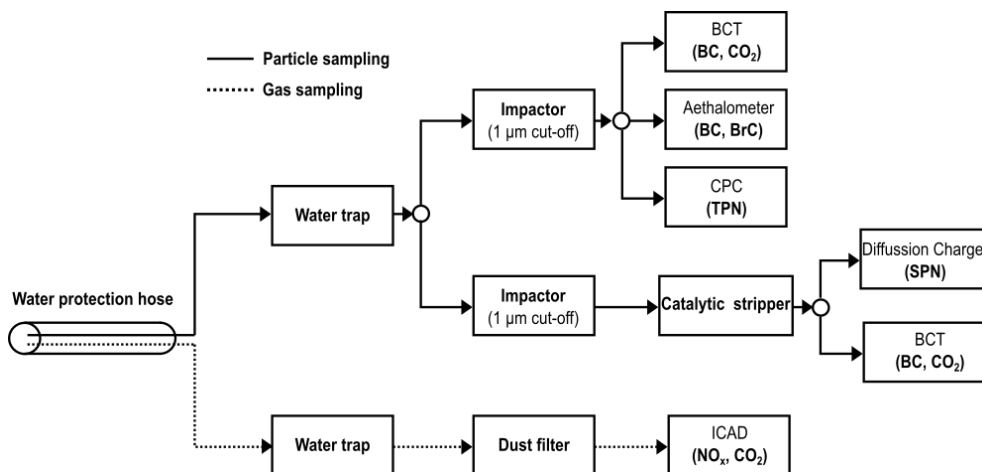 Particle sampling
Gas sampling
BCT
(BC, CO₂)
Impactor
(1 µm cut-off)
Aethalometer
(BC, BrC)
CPC
(TPN)
Water trap
Diffussion Charger
(SPN)
Water protection hose
Impactor
(1 µm cut-off)
Catalytic stripper
BCT
(BC, CO₂)
Water trap
Dust filter
ICAD
(NOₓ, CO₂)